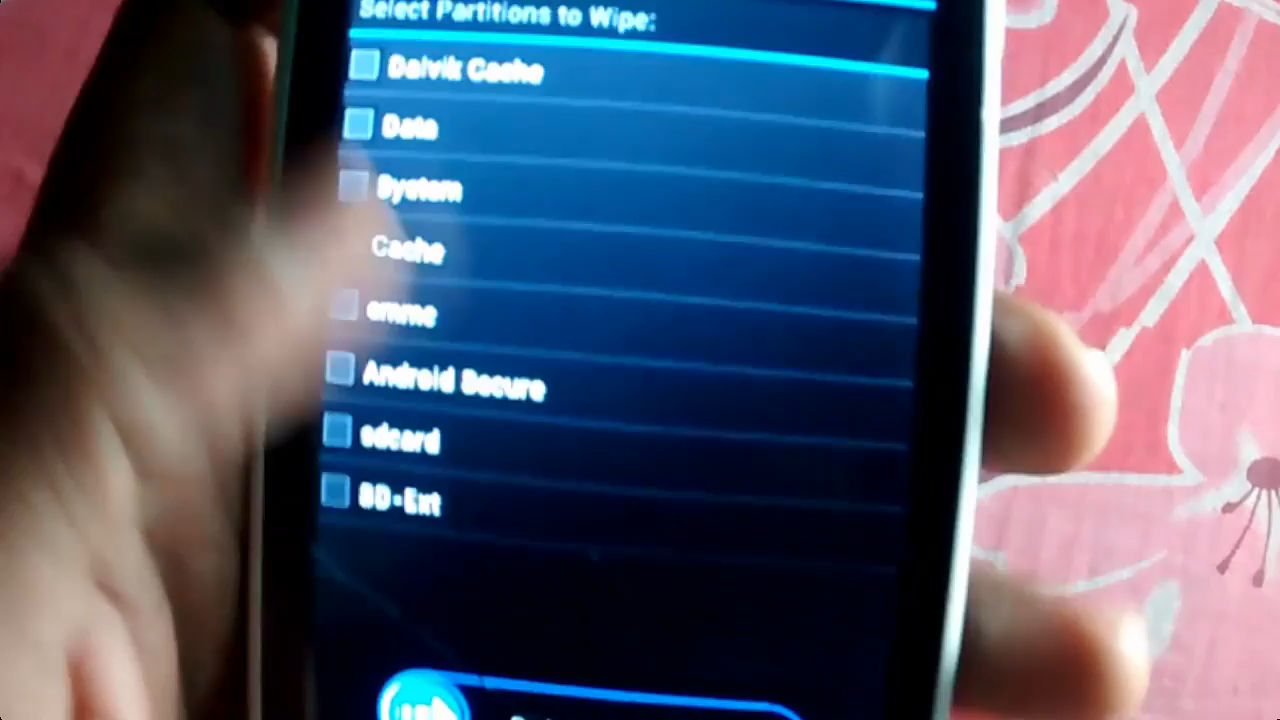 Select Partitions to Wipe:
Dalvik Cache
Data
System
Cache
emmc
Android Secure
sdcard
SD-Ext